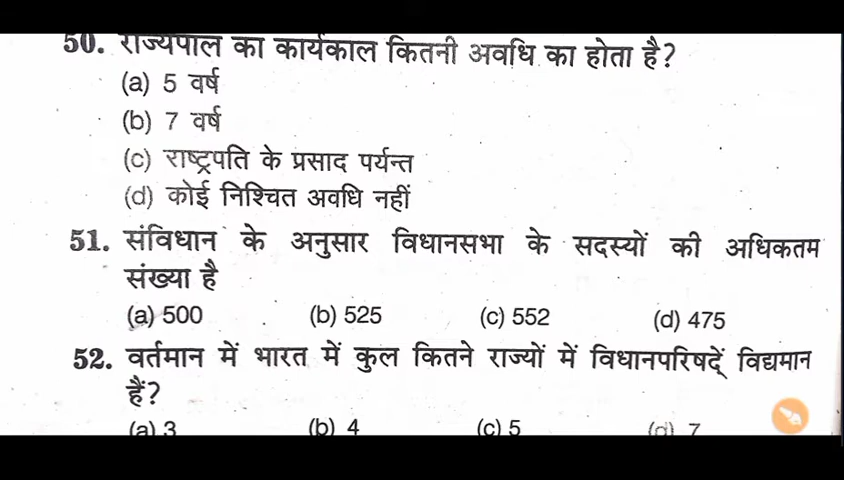 50. राज्यपाल का कार्यकाल कितनी अवधि का होता है?
(a) 5 वर्ष
(b) 7 वर्ष
(c) राष्ट्रपति के प्रसाद पर्यन्त
(d) कोई निश्चित अवधि नहीं
51. संविधान के अनुसार विधानसभा के सदस्यों की अधिकतम
संख्या है
(a) 500 (b) 525 (c) 552 (d) 475
52. वर्तमान में भारत में कुल कितने राज्यों में विधानपरिषदें विद्यमान
हैं?
(a) 3 (b) 4 (c) 5 (d) 7